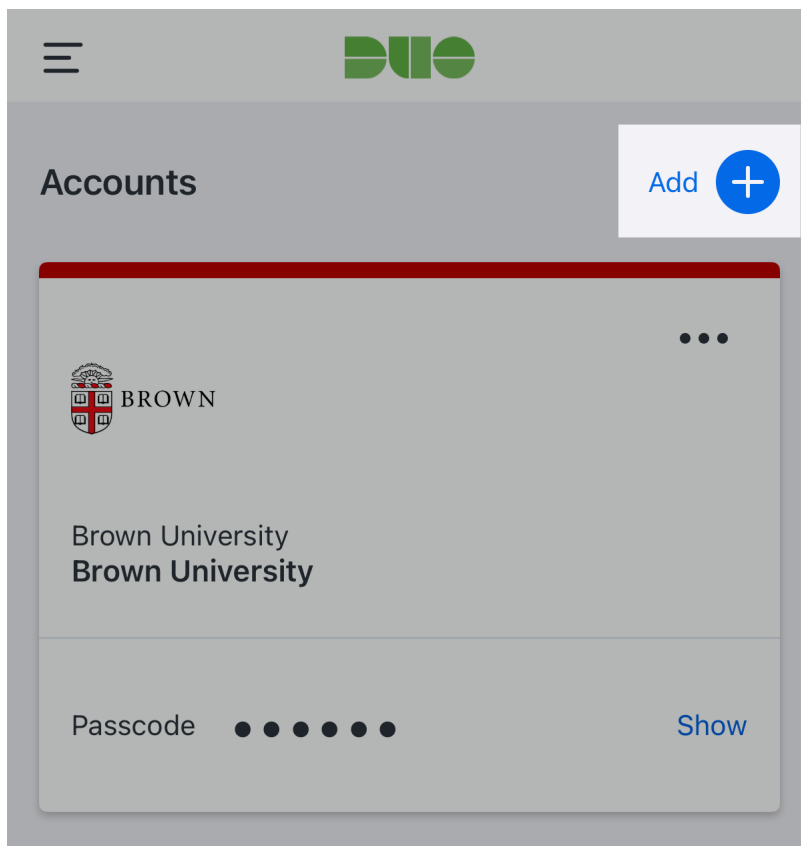 DUO
Accounts
Add
BROWN
Brown University
Brown University
Passcode ●●●●●●
Show